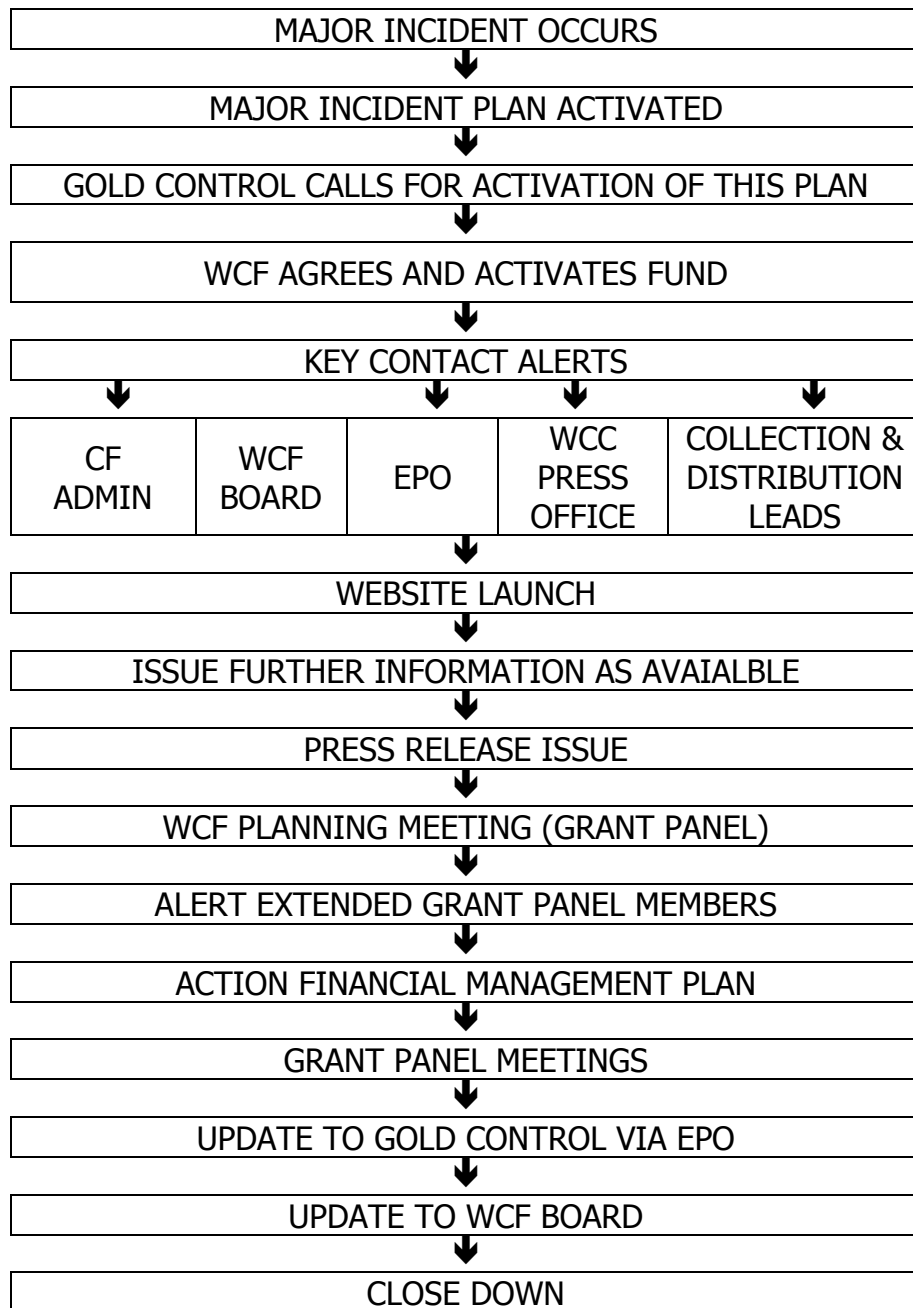 MAJOR INCIDENT OCCURS
MAJOR INCIDENT PLAN ACTIVATED
GOLD CONTROL CALLS FOR ACTIVATION OF THIS PLAN
WCF AGREES AND ACTIVATES FUND
KEY CONTACT ALERTS
CF
ADMIN
WCF
BOARD
EPO
WCC
PRESS
OFFICE
COLLECTION &
DISTRIBUTION
LEADS
WEBSITE LAUNCH
ISSUE FURTHER INFORMATION AS AVAIALBLE
PRESS RELEASE ISSUE
WCF PLANNING MEETING (GRANT PANEL)
ALERT EXTENDED GRANT PANEL MEMBERS
ACTION FINANCIAL MANAGEMENT PLAN
GRANT PANEL MEETINGS
UPDATE TO GOLD CONTROL VIA EPO
UPDATE TO WCF BOARD
CLOSE DOWN